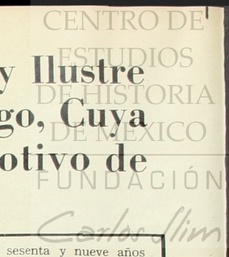 CENTRO DE
ESTUDIOS
y Ilustre
DE HISTORIA
go, Cuya
DE MÉXICO
otivo de
FUNDACIÓN
Carlos Slim
sesenta y nueve años